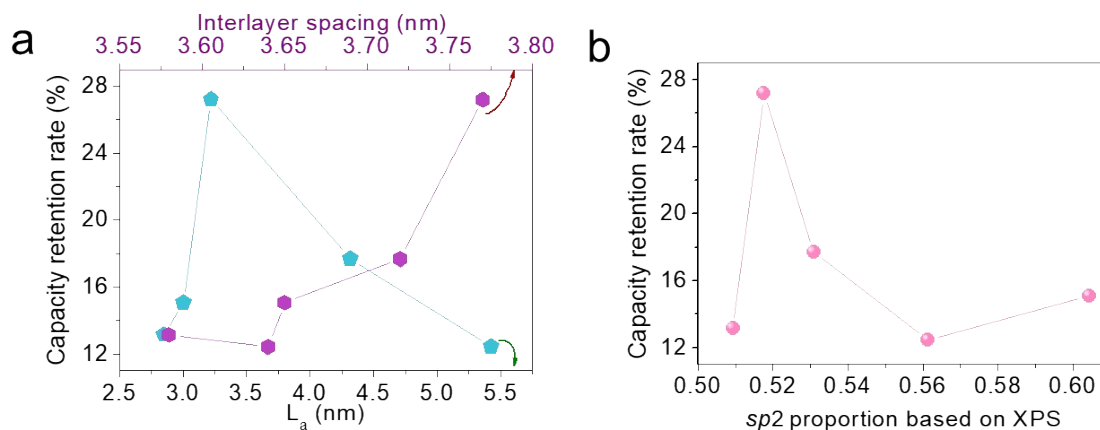 a
Interlayer spacing (nm)
3.55 3.60 3.65 3.70 3.75 3.80
Capacity retention rate (%)
28
24
20
16
12
2.5 3.0 3.5 4.0 4.5 5.0 5.5
La (nm)
b
Capacity retention rate (%)
28
24
20
16
12
0.50 0.52 0.54 0.56 0.58 0.60
sp2 proportion based on XPS